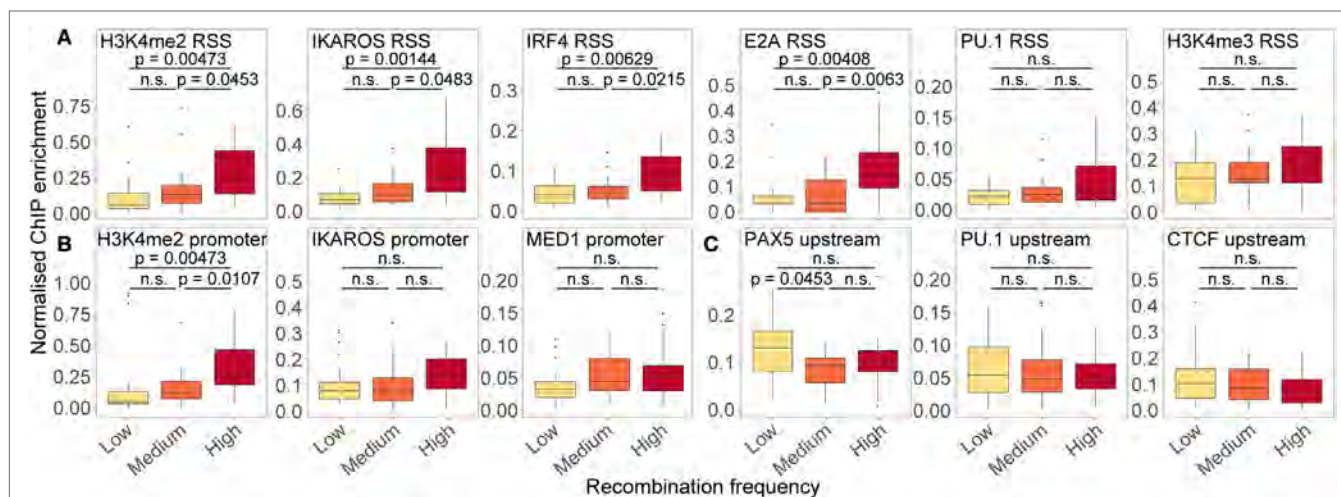 A
H3K4me2 RSS
p = 0.00473
n.s. p = 0.0453
0.75
0.50
0.25
0.00
IKAROS RSS
p = 0.00144
n.s. p = 0.0483
0.6
0.4
0.2
0.0
IRF4 RSS
p = 0.00629
n.s. p = 0.0215
0.3
0.2
0.1
0.0
E2A RSS
p = 0.00408
n.s. p = 0.0063
0.5
0.4
0.3
0.2
0.1
0.0
PU.1 RSS
n.s.
n.s. n.s.
0.20
0.15
0.10
0.05
0.00
H3K4me3 RSS
n.s.
n.s. n.s.
0.5
0.4
0.3
0.2
0.1
0.0
Normalised ChIP enrichment
B
H3K4me2 promoter
p = 0.00473
n.s. p = 0.0107
1.00
0.75
0.50
0.25
0.00
IKAROS promoter
n.s.
n.s. n.s.
0.5
0.4
0.3
0.2
0.1
0.0
MED1 promoter
n.s.
n.s. n.s.
0.20
0.15
0.10
0.05
0.00
C
PAX5 upstream
n.s.
p = 0.0453 n.s.
0.2
0.1
0.0
PU.1 upstream
n.s.
n.s. n.s.
0.20
0.15
0.10
0.05
0.00
CTCF upstream
n.s.
n.s. n.s.
0.5
0.4
0.3
0.2
0.1
0.0
Low Medium High
Low Medium High
Low Medium High
Low Medium High
Low Medium High
Low Medium High
Recombination frequency